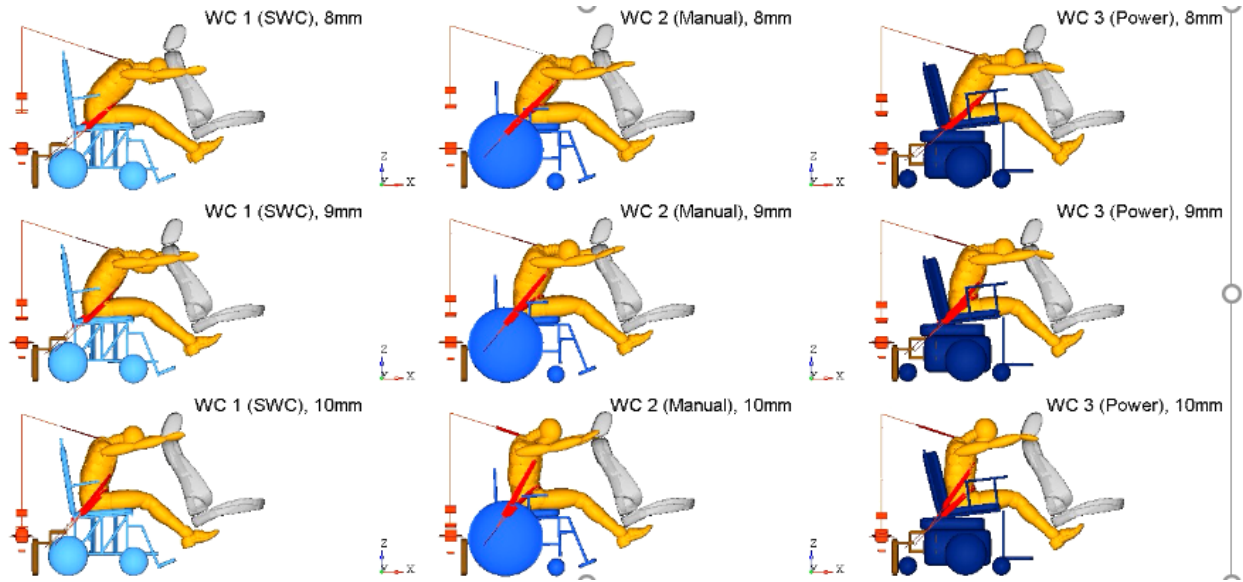 WC 1 (SWC), 8mm
WC 2 (Manual), 8mm
WC 3 (Power), 8mm
Z
X
Z
X
WC 1 (SWC), 9mm
WC 2 (Manual), 9mm
WC 3 (Power), 9mm
Z
X
Z
X
WC 1 (SWC), 10mm
WC 2 (Manual), 10mm
WC 3 (Power), 10mm
Z
X
Z
X